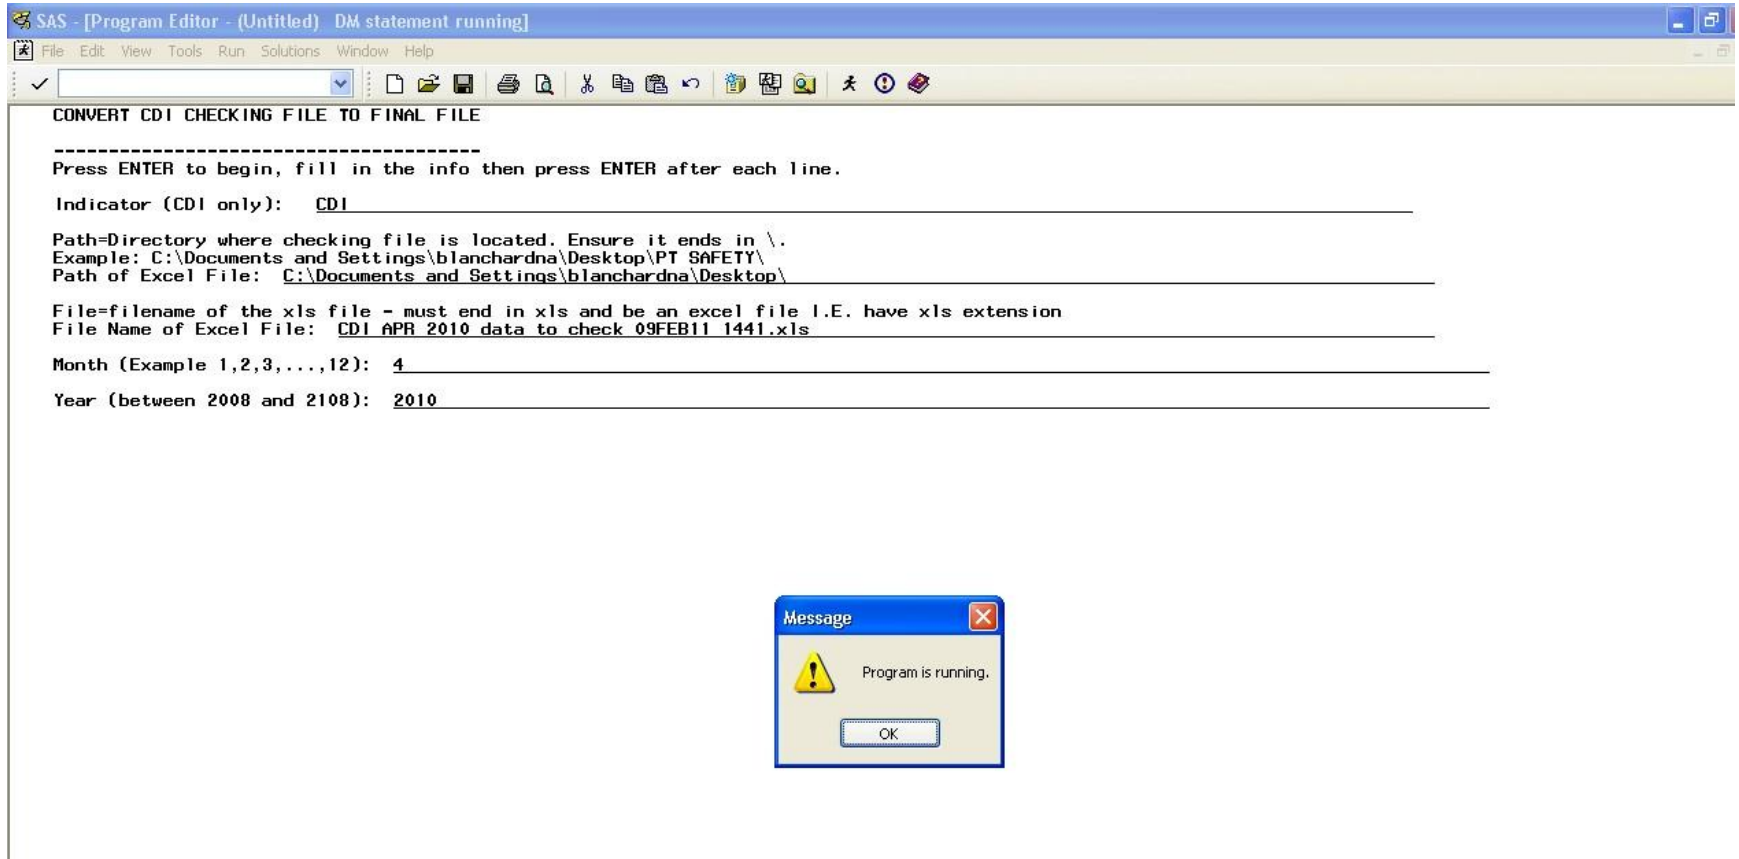 SAS - [Program Editor - (Untitled)  DM statement running]
File Edit View Tools Run Solutions Window Help
CONVERT CDI CHECKING FILE TO FINAL FILE
---------------------------------------
Press ENTER to begin, fill in the info then press ENTER after each line.
Indicator (CDI only): CDI
Path=Directory where checking file is located. Ensure it ends in \.
Example: C:\Documents and Settings\blanchardna\Desktop\PT SAFETY\
Path of Excel File: C:\Documents and Settings\blanchardna\Desktop\
File=filename of the xls file - must end in xls and be an excel file I.E. have xls extension
File Name of Excel File: CDI APR 2010 data to check 09FEB11 1441.xls
Month (Example 1,2,3,...,12): 4
Year (between 2008 and 2108): 2010
Message
Program is running.
OK